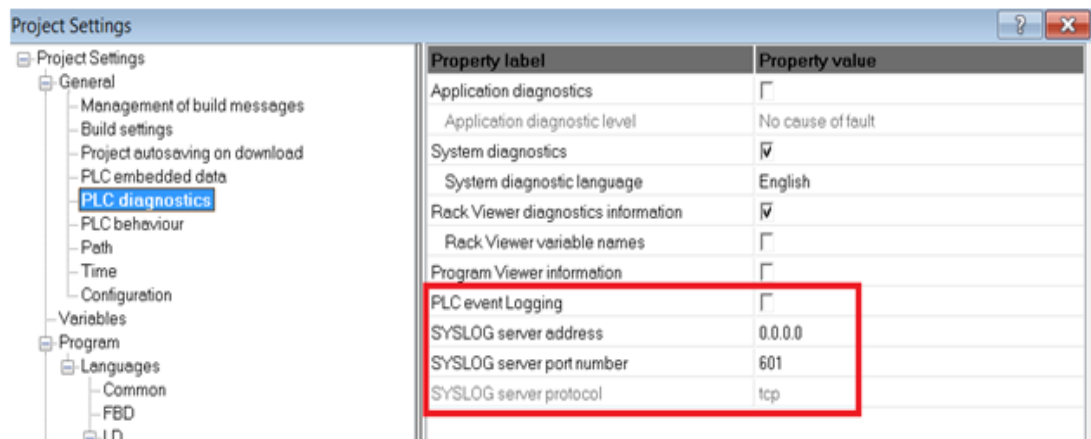 Project Settings
Project Settings
General
Management of build messages
Build settings
Project autosaving on download
PLC embedded data
PLC diagnostics
PLC behaviour
Path
Time
Configuration
Variables
Program
Languages
Common
FBD
LD
Property label Property value
Application diagnostics
Application diagnostic level No cause of fault
System diagnostics
System diagnostic language English
Rack Viewer diagnostics information
Rack Viewer variable names
Program Viewer information
PLC event Logging
SYSLOG server address 0.0.0.0
SYSLOG server port number 601
SYSLOG server protocol tcp